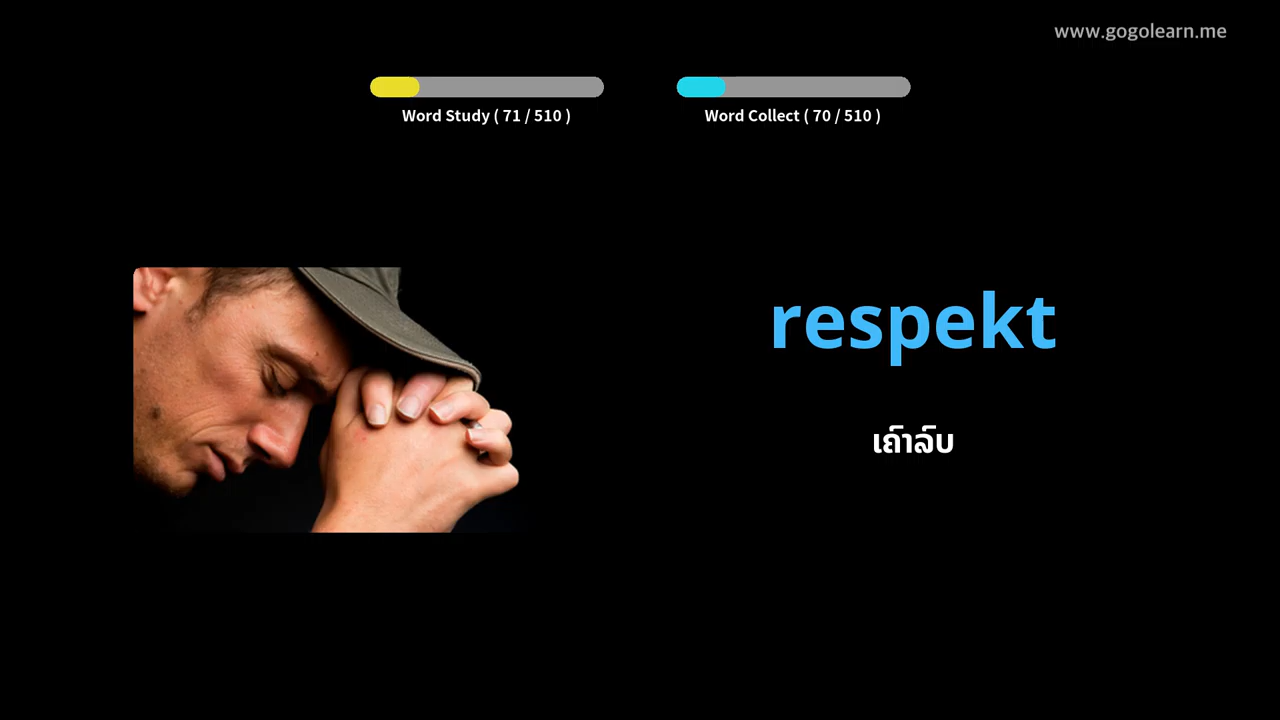 www.gogolearn.me
Word Study ( 71 / 510 )
Word Collect ( 70 / 510 )
respekt
ເຄົາລົບ